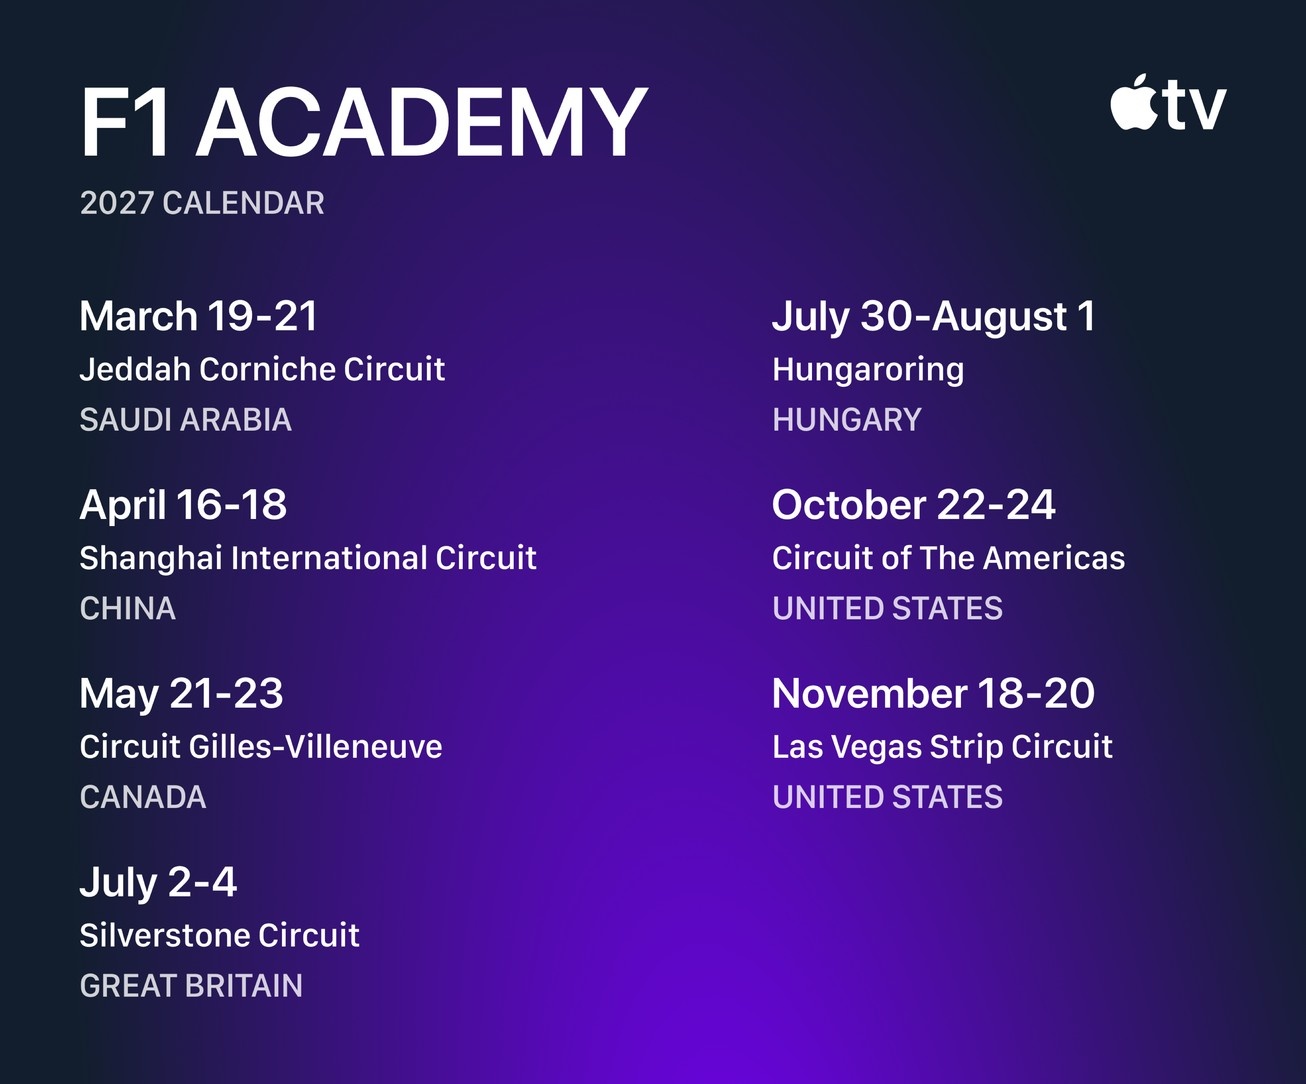 F1 ACADEMY
tv
2027 CALENDAR
March 19-21
Jeddah Corniche Circuit
SAUDI ARABIA
April 16-18
Shanghai International Circuit
CHINA
May 21-23
Circuit Gilles-Villeneuve
CANADA
July 2-4
Silverstone Circuit
GREAT BRITAIN
July 30-August 1
Hungaroring
HUNGARY
October 22-24
Circuit of The Americas
UNITED STATES
November 18-20
Las Vegas Strip Circuit
UNITED STATES